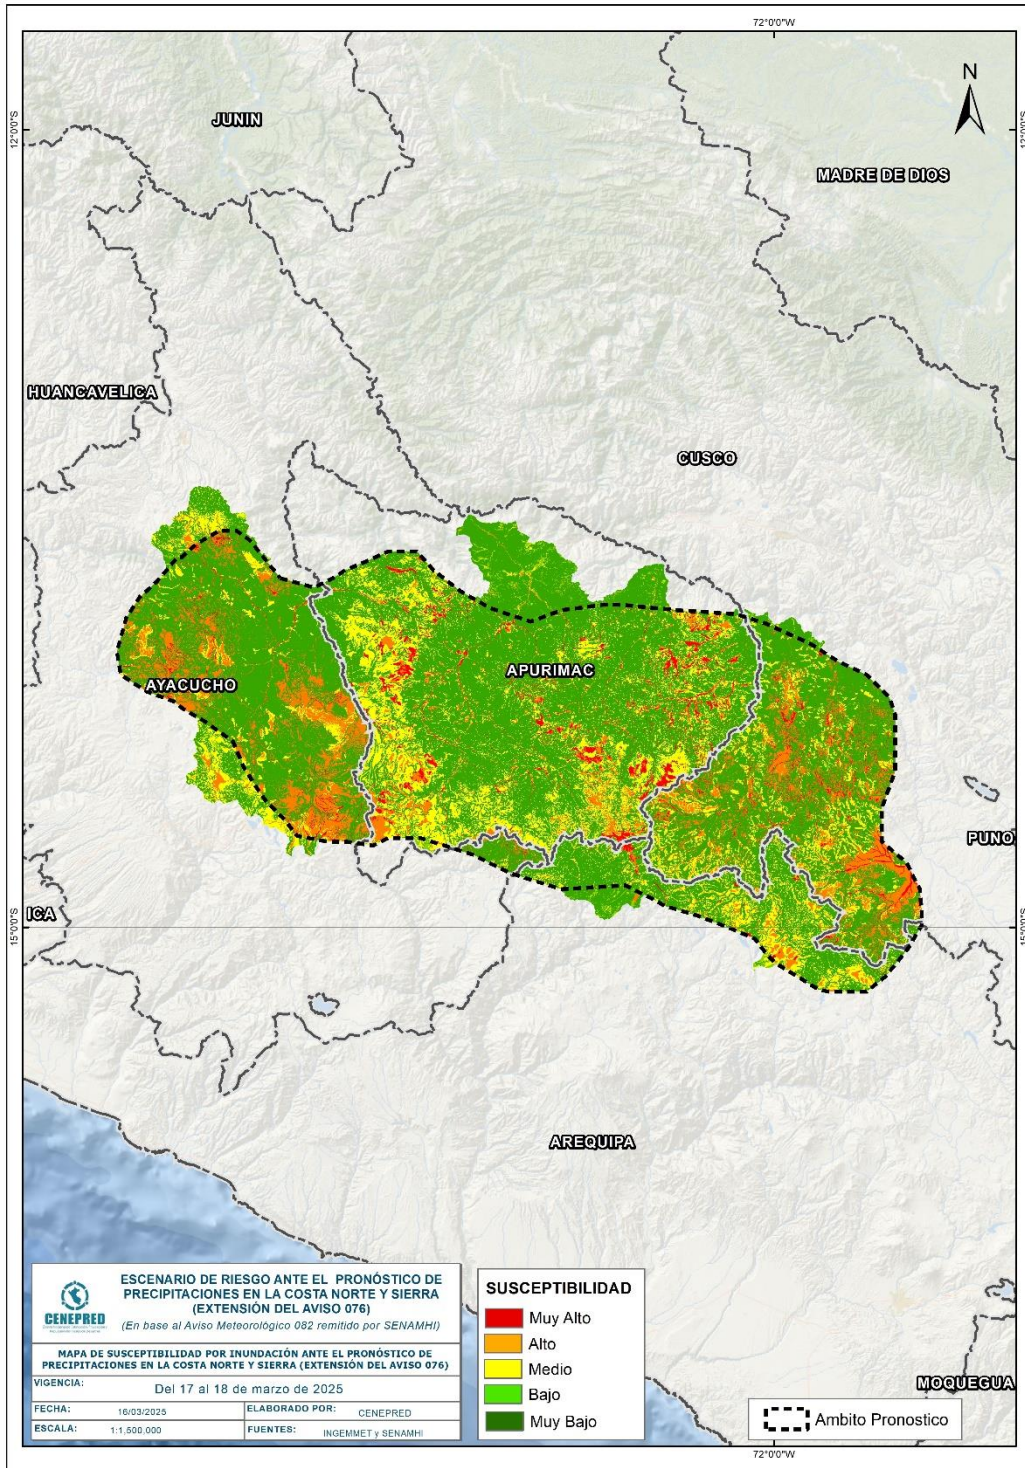 72°0'0"W
N
12°0'0"S
12°0'0"S
JUNIN
MADRE DE DIOS
HUANCAVELICA
CUSCO
APURIMAC
AYACUCHO
PUNO
ICA
15°0'0"S
15°0'0"S
AREQUIPA
MOQUEGUA
CENEPRED
ESCENARIO DE RIESGO ANTE EL PRONÓSTICO DE
PRECIPITACIONES EN LA COSTA NORTE Y SIERRA
(EXTENSIÓN DEL AVISO 076)
(En base al Aviso Meteorológico 082 remitido por SENAMHI)
MAPA DE SUSCEPTIBILIDAD POR INUNDACIÓN ANTE EL PRONÓSTICO DE
PRECIPITACIONES EN LA COSTA NORTE Y SIERRA (EXTENSIÓN DEL AVISO 076)
VIGENCIA: Del 17 al 18 de marzo de 2025
FECHA: 16/03/2025 ELABORADO POR: CENEPRED
ESCALA: 1:1,500,000 FUENTES: INGEMMET y SENAMHI
SUSCEPTIBILIDAD
Muy Alto
Alto
Medio
Bajo
Muy Bajo
Ambito Pronostico
72°0'0"W